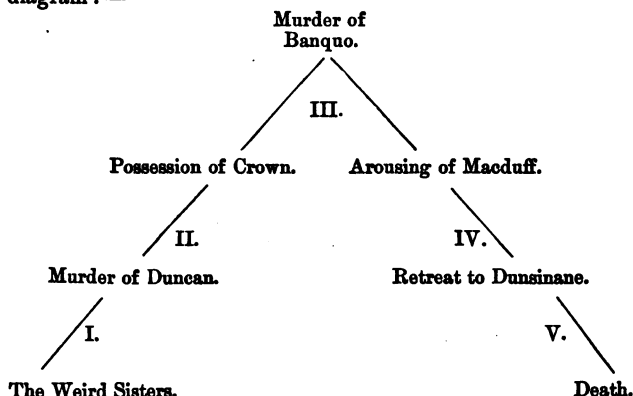 diagram:—
Murder of
Banquo.
III.
Possession of Crown. Arousing of Macduff.
II. IV.
Murder of Duncan. Retreat to Dunsinane.
I. V.
The Weird Sisters. Death.